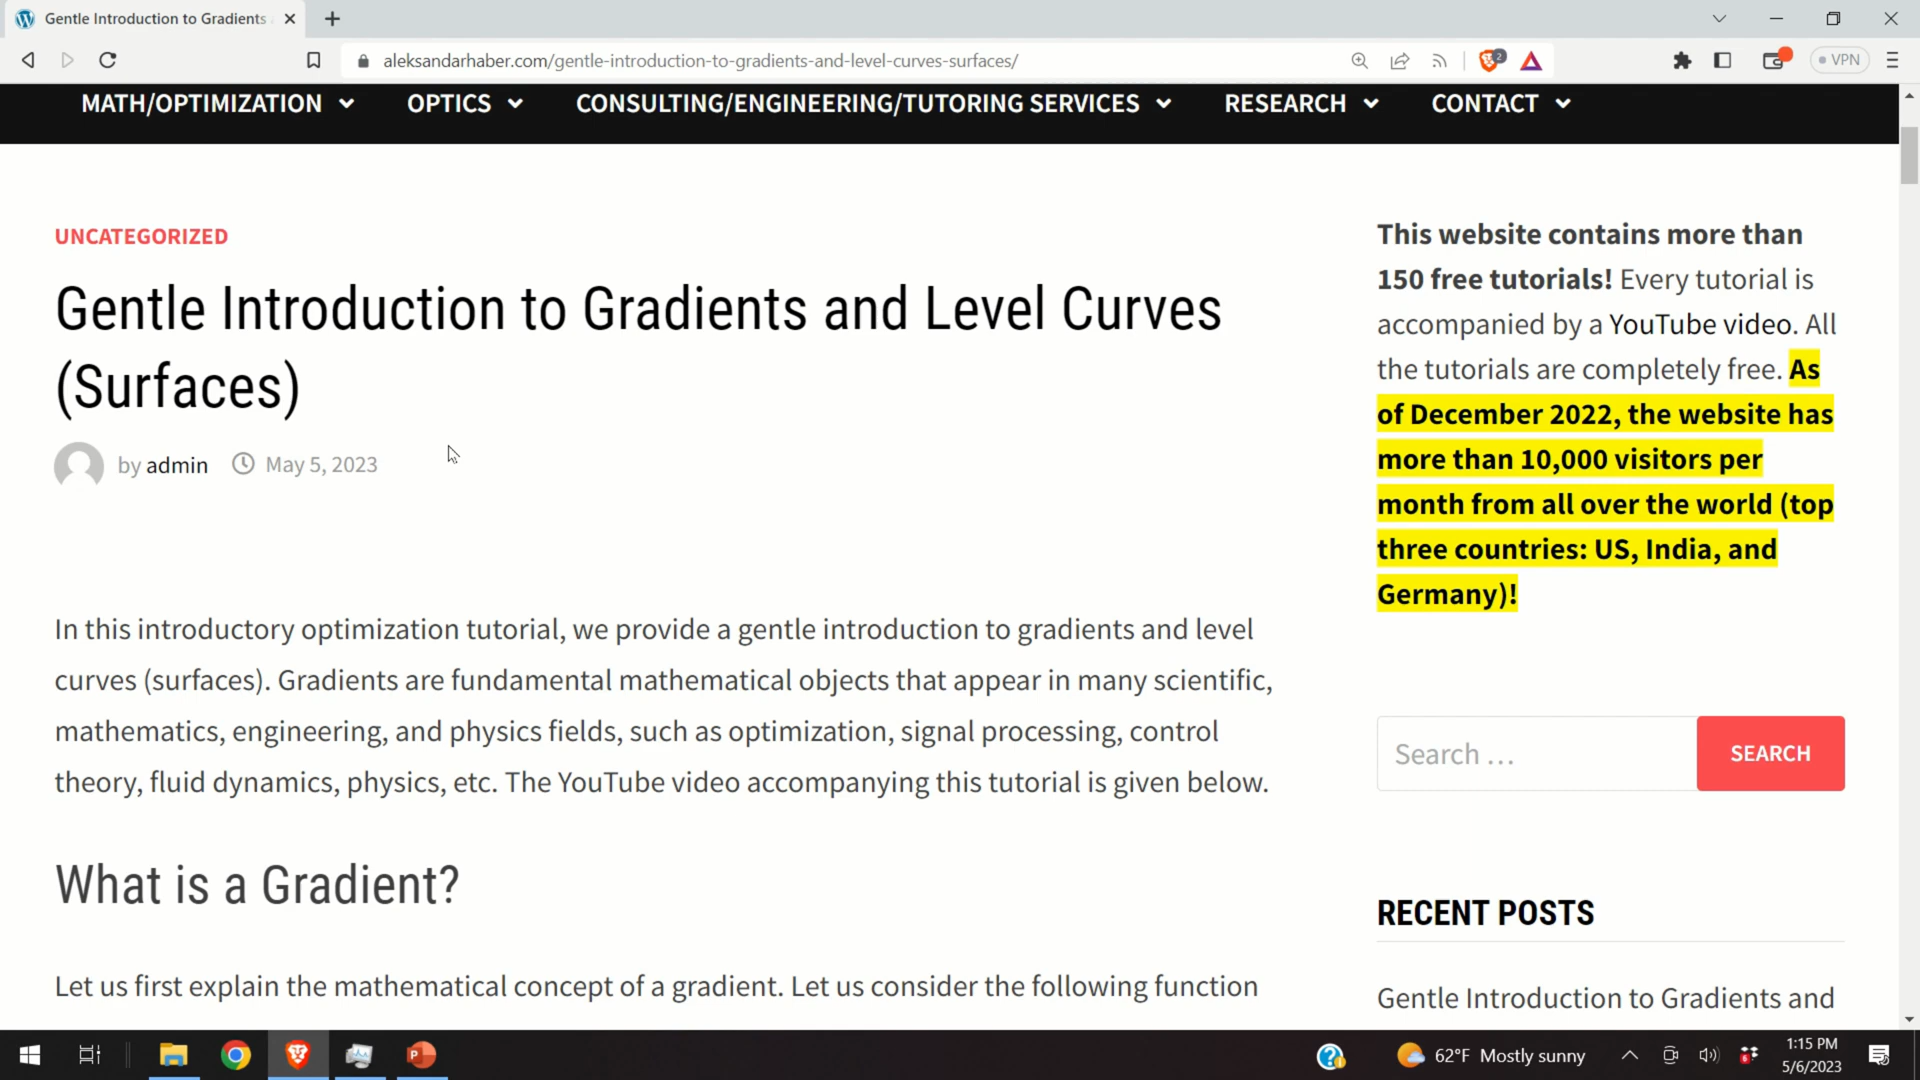 Gentle Introduction to Gradients
aleksandarhaber.com/gentle-introduction-to-gradients-and-level-curves-surfaces/
2
VPN
MATH/OPTIMIZATION
OPTICS
CONSULTING/ENGINEERING/TUTORING SERVICES
RESEARCH
CONTACT
UNCATEGORIZED
Gentle Introduction to Gradients and Level Curves
(Surfaces)
by admin
May 5, 2023
In this introductory optimization tutorial, we provide a gentle introduction to gradients and level
curves (surfaces). Gradients are fundamental mathematical objects that appear in many scientific,
mathematics, engineering, and physics fields, such as optimization, signal processing, control
theory, fluid dynamics, physics, etc. The YouTube video accompanying this tutorial is given below.
What is a Gradient?
Let us first explain the mathematical concept of a gradient. Let us consider the following function
This website contains more than
150 free tutorials! Every tutorial is
accompanied by a YouTube video. All
the tutorials are completely free. As
of December 2022, the website has
more than 10,000 visitors per
month from all over the world (top
three countries: US, India, and
Germany)!
Search …
SEARCH
RECENT POSTS
Gentle Introduction to Gradients and
62°F Mostly sunny
1:15 PM
5/6/2023